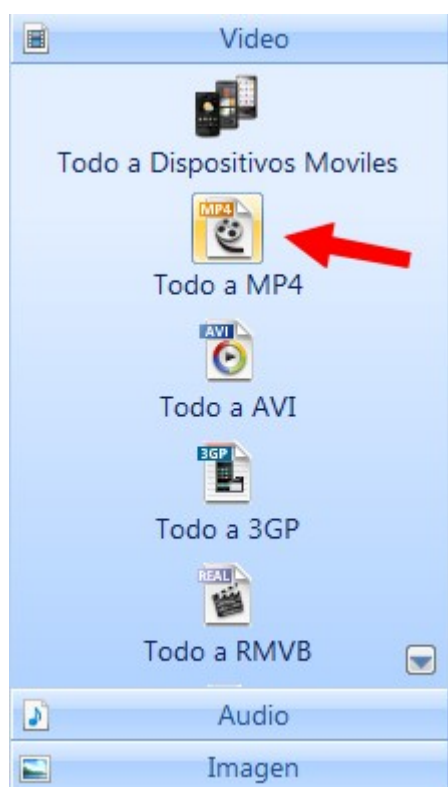 Video
Todo a Dispositivos Moviles
MP4
Todo a MP4
AVI
Todo a AVI
3GP
Todo a 3GP
REAL
Todo a RMVB
Audio
Imagen